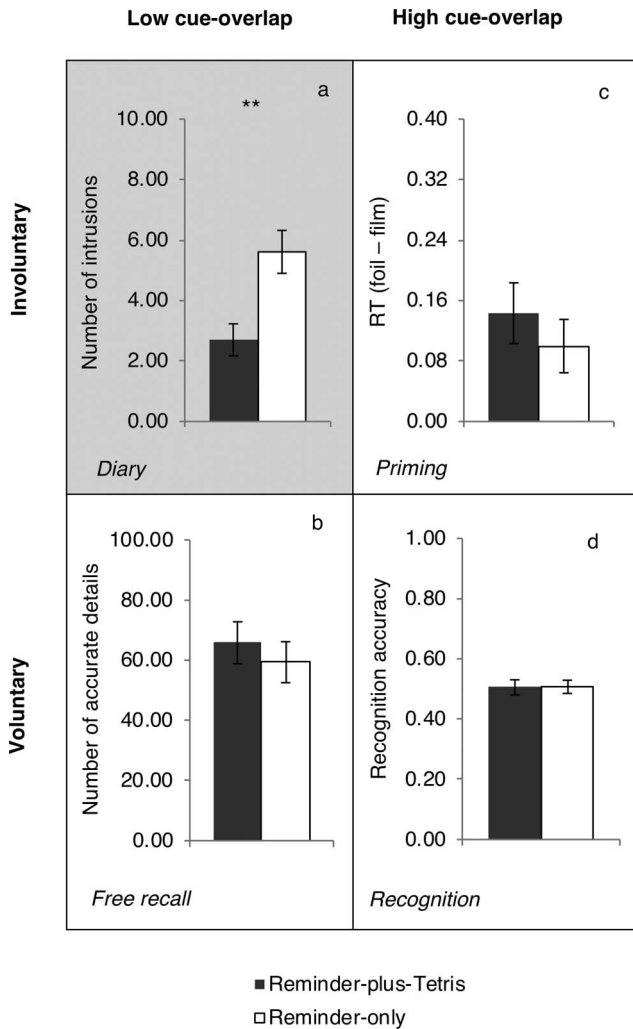 Low cue-overlap
High cue-overlap
Involuntary
a
**
Number of intrusions
10.00
8.00
6.00
4.00
2.00
0.00
Diary
c
RT (foil – film)
0.40
0.32
0.24
0.16
0.08
0.00
Priming
Voluntary
b
Number of accurate details
100.00
80.00
60.00
40.00
20.00
0.00
Free recall
d
Recognition accuracy
1.00
0.80
0.60
0.40
0.20
0.00
Recognition
Reminder-plus-Tetris
Reminder-only